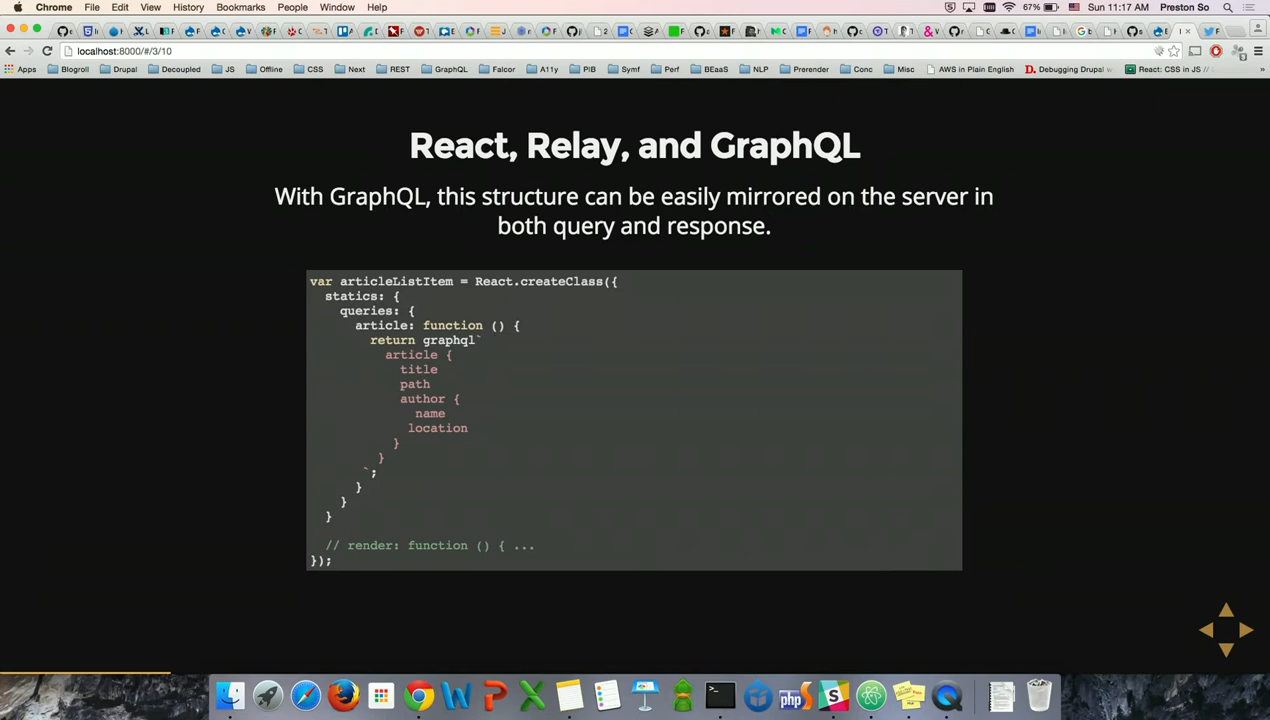 Chrome File Edit View History Bookmarks People Window Help 67% Sun 11:17 AM Preston So
localhost:8000/#/3/10
Apps Blogroll Drupal Decoupled JS Offline CSS Next REST GraphQL Falcor A11y PIB Symf Perf BEaaS NLP Prerender Conc Misc AWS in Plain English Debugging Drupal w React: CSS in JS // »
React, Relay, and GraphQL
With GraphQL, this structure can be easily mirrored on the server in
both query and response.
var articleListItem = React.createClass({
statics: {
queries: {
article: function () {
return graphql`
article {
title
path
author {
name
location
}
}
`;
}
}
}
// render: function () { ...
});